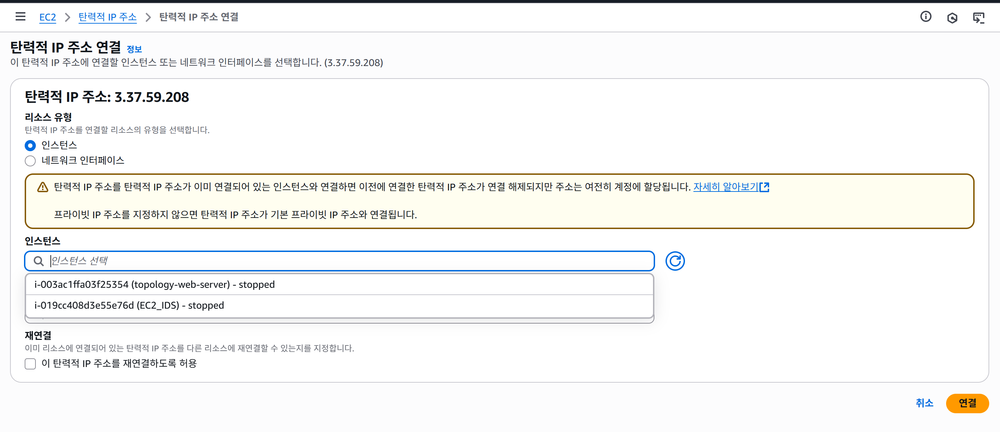 EC2 > 탄력적 IP 주소 > 탄력적 IP 주소 연결
탄력적 IP 주소 연결 정보
이 탄력적 IP 주소에 연결할 인스턴스 또는 네트워크 인터페이스를 선택합니다. (3.37.59.208)
탄력적 IP 주소: 3.37.59.208
리소스 유형
탄력적 IP 주소를 연결할 리소스의 유형을 선택합니다.
인스턴스
네트워크 인터페이스
탄력적 IP 주소를 탄력적 IP 주소가 이미 연결되어 있는 인스턴스와 연결하면 이전에 연결한 탄력적 IP 주소가 연결 해제되지만 주소는 여전히 계정에 할당됩니다. 자세히 알아보기
프라이빗 IP 주소를 지정하지 않으면 탄력적 IP 주소가 기본 프라이빗 IP 주소와 연결됩니다.
인스턴스
인스턴스 선택
i-003ac1ffa03f25354 (topology-web-server) - stopped
i-019cc408d3e55e76d (EC2_IDS) - stopped
재연결
이미 리소스에 연결되어 있는 탄력적 IP 주소를 다른 리소스에 재연결할 수 있는지를 지정합니다.
이 탄력적 IP 주소를 재연결하도록 허용
취소 연결